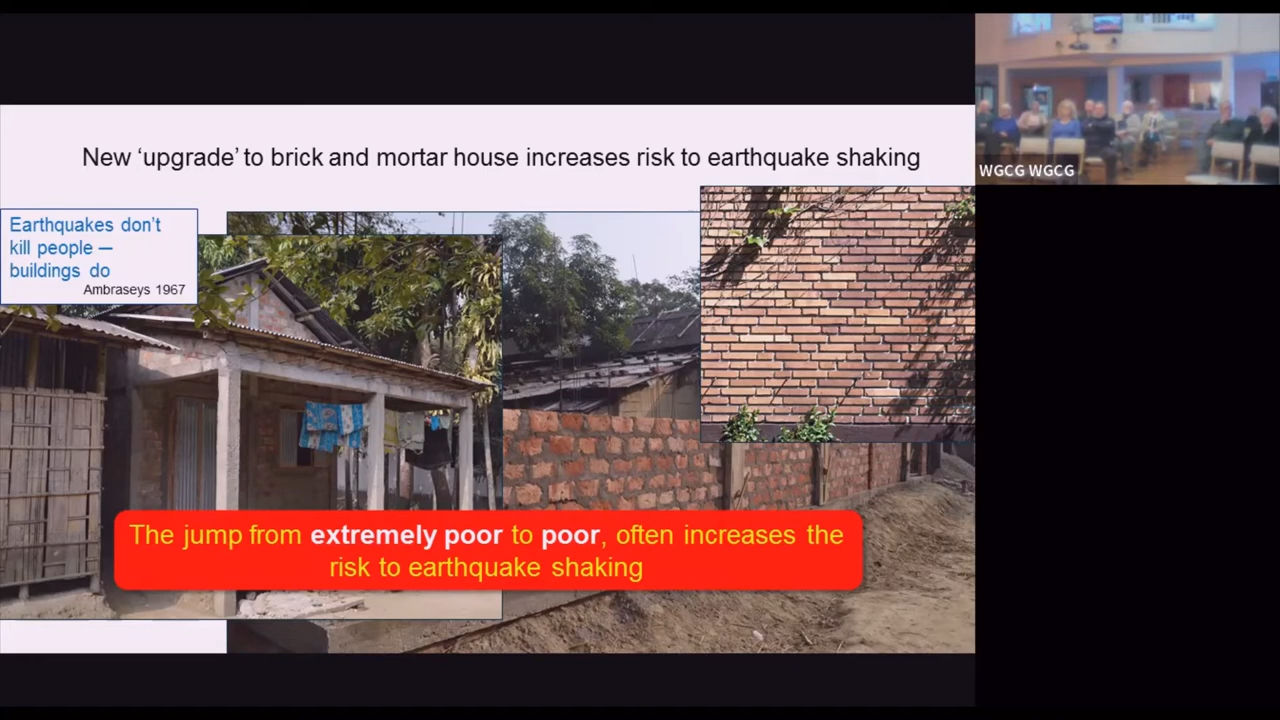 New ‘upgrade’ to brick and mortar house increases risk to earthquake shaking
Earthquakes don’t
kill people –
buildings do
Ambraseys 1967
The jump from extremely poor to poor, often increases the
risk to earthquake shaking
WGCG WGCG